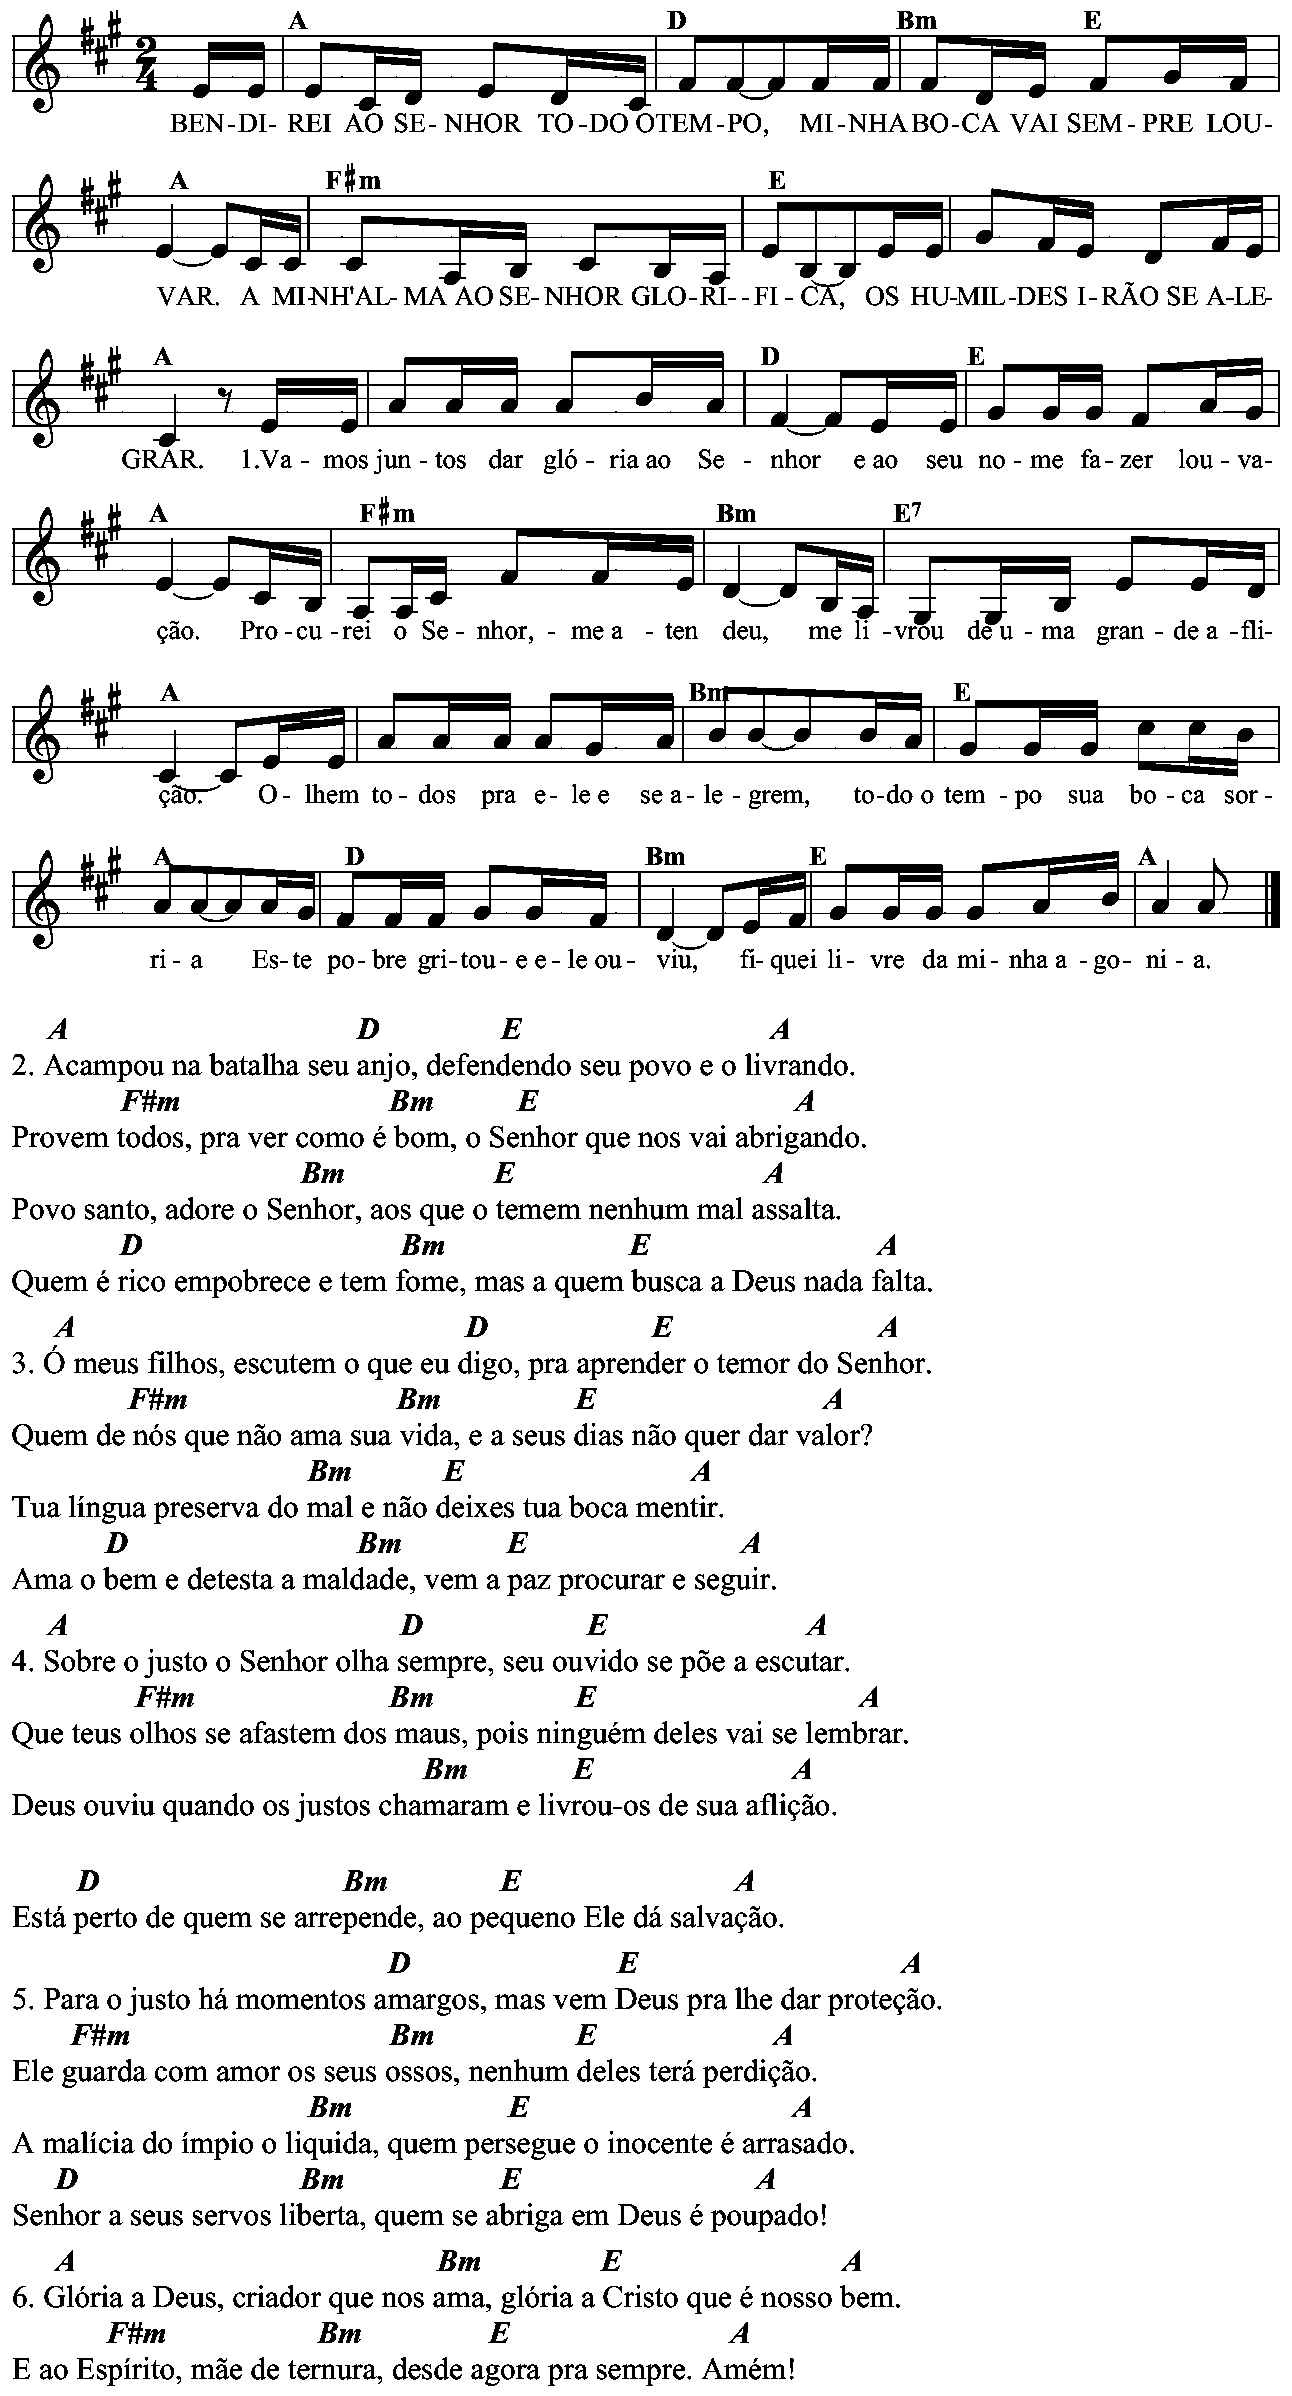 A D Bm E
BEN-DI- REI AO SE- NHOR TO-DO O TEM-PO, MI-NHA BO-CA VAI SEM-PRE LOU-
A F#m E
VAR. A MI-NH'AL-MA AO SE-NHOR GLO-RI--FI-CA, OS HU-MIL-DES I-RÃO SE A-LE-
A D E
GRAR. 1.Va-mos jun-tos dar gló-ria ao Se-nhor e ao seu no-me fa-zer lou-va-
A F#m Bm E7
ção. Pro-cu-rei o Se-nhor,-me a-ten deu, me li-vrou de u-ma gran-de a-fli-
A Bm E
ção. O-lhem to-dos pra e-le e se a-le-grem, to-do o tem-po sua bo-ca sor-
A D Bm E A
ri-a Es-te po-bre gri-tou-e e-le ou-viu, fi-quei li-vre da mi-nha a-go-ni-a.
A D E A
2. Acampou na batalha seu anjo, defendendo seu povo e o livrando.
F#m Bm E A
Provem todos, pra ver como é bom, o Senhor que nos vai abrigando.
Bm E A
Povo santo, adore o Senhor, aos que o temem nenhum mal assalta.
D Bm E A
Quem é rico empobrece e tem fome, mas a quem busca a Deus nada falta.
A D E A
3. Ó meus filhos, escutem o que eu digo, pra aprender o temor do Senhor.
F#m Bm E A
Quem de nós que não ama sua vida, e a seus dias não quer dar valor?
Bm E A
Tua língua preserva do mal e não deixes tua boca mentir.
D Bm E A
Ama o bem e detesta a maldade, vem a paz procurar e seguir.
A D E A
4. Sobre o justo o Senhor olha sempre, seu ouvido se põe a escutar.
F#m Bm E A
Que teus olhos se afastem dos maus, pois ninguém deles vai se lembrar.
Bm E A
Deus ouviu quando os justos chamaram e livrou-os de sua aflição.
D Bm E A
Está perto de quem se arrepende, ao pequeno Ele dá salvação.
D E A
5. Para o justo há momentos amargos, mas vem Deus pra lhe dar proteção.
F#m Bm E A
Ele guarda com amor os seus ossos, nenhum deles terá perdição.
Bm E A
A malícia do ímpio o liquida, quem persegue o inocente é arrasado.
D Bm E A
Senhor a seus servos liberta, quem se abriga em Deus é poupado!
A Bm E A
6. Glória a Deus, criador que nos ama, glória a Cristo que é nosso bem.
F#m Bm E A
E ao Espírito, mãe de ternura, desde agora pra sempre. Amém!